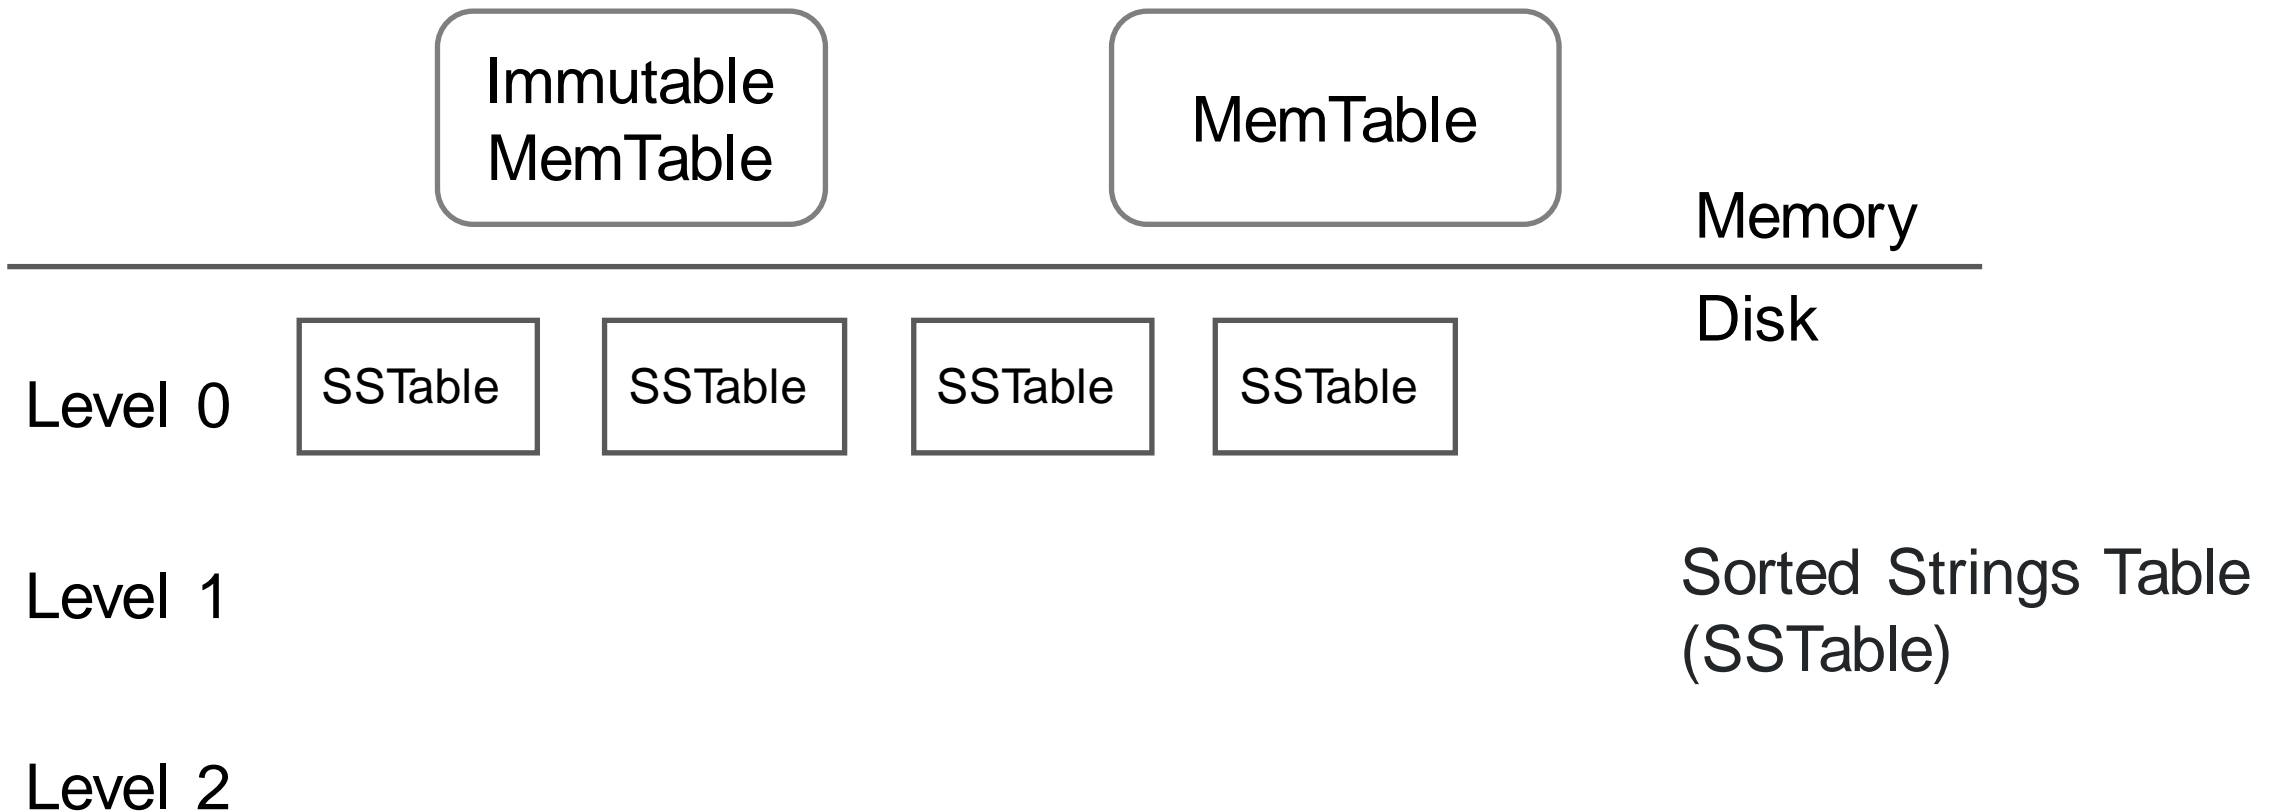 Immutable
MemTable
MemTable
Memory
Disk
Level 0
SSTable
SSTable
SSTable
SSTable
Level 1
Sorted Strings Table
(SSTable)
Level 2